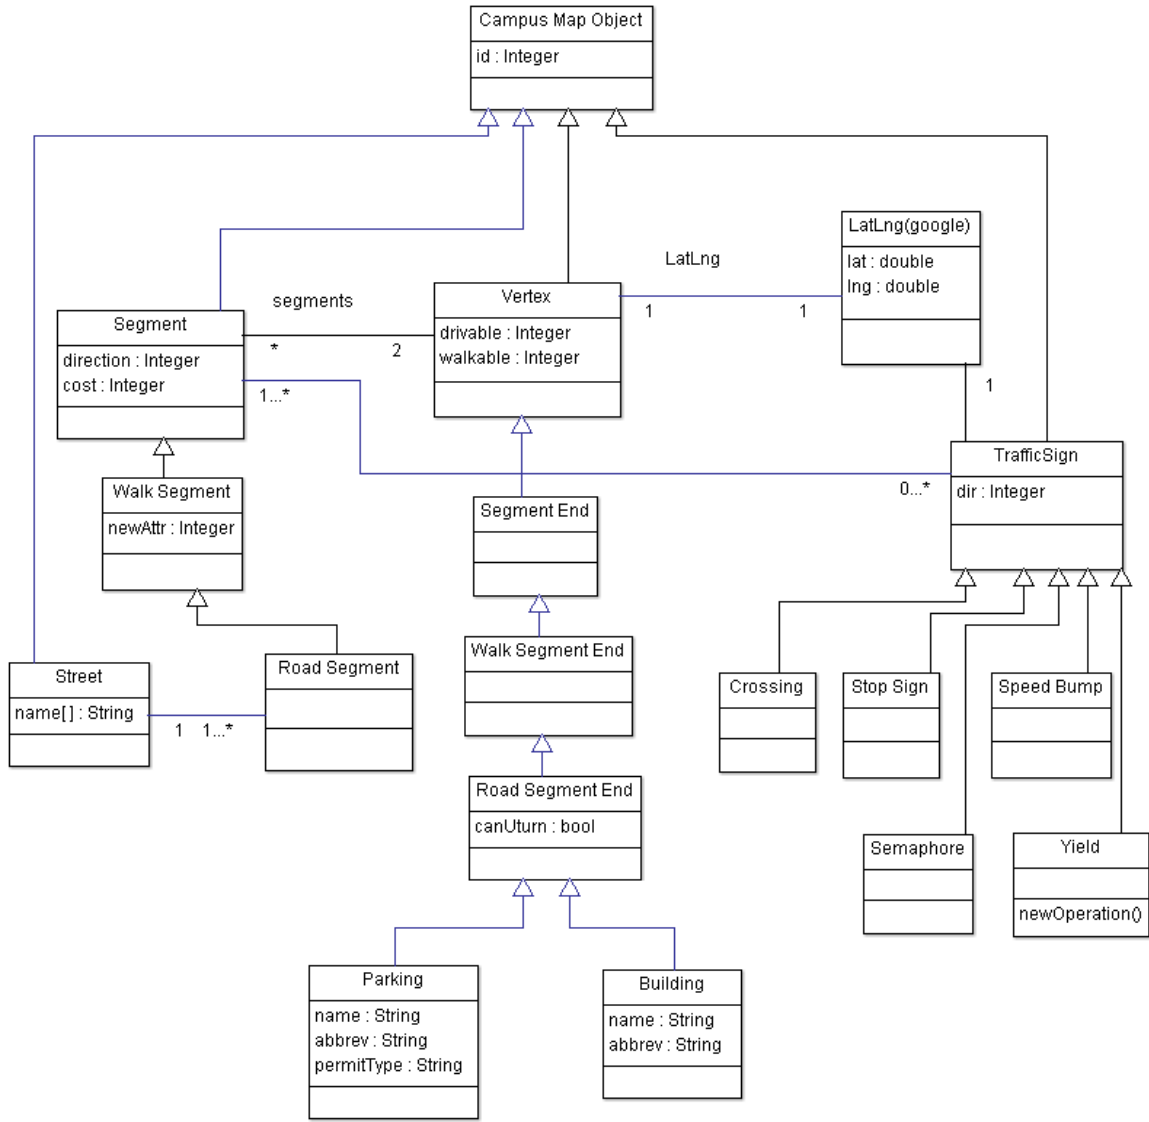 Campus Map Object
id : Integer
LatLng(google)
lat : double
lng : double
LatLng
1
1
Vertex
drivable : Integer
walkable : Integer
segments
*
2
Segment
direction : Integer
cost : Integer
1...*
1
TrafficSign
dir : Integer
0...*
Walk Segment
newAttr : Integer
Segment End
Walk Segment End
Street
name[ ] : String
1
1...*
Road Segment
Crossing
Stop Sign
Speed Bump
Road Segment End
canUturn : bool
Semaphore
Yield
newOperation()
Parking
name : String
abbrev : String
permitType : String
Building
name : String
abbrev : String